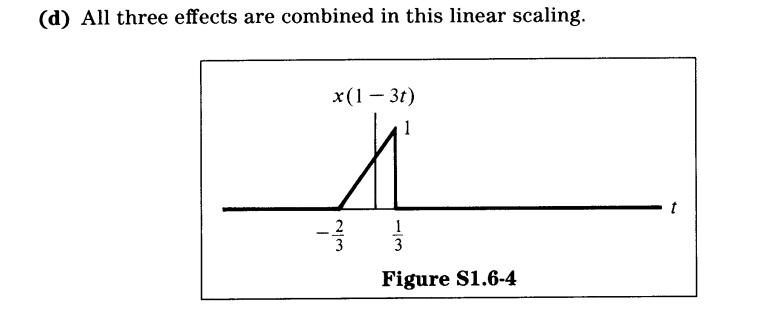 (d) All three effects are combined in this linear scaling.
x(1 − 3t)
1
t
−2/3
1/3
Figure S1.6-4